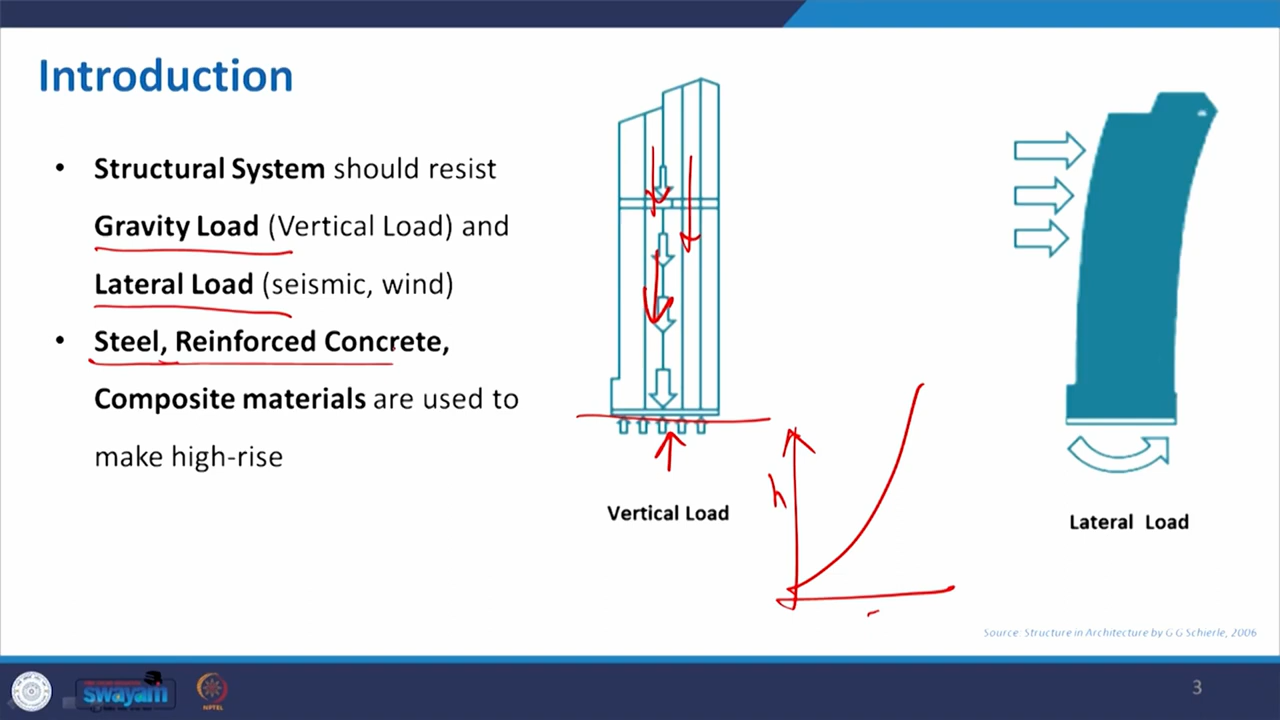 Introduction
• Structural System should resist
Gravity Load (Vertical Load) and
Lateral Load (seismic, wind)
• Steel, Reinforced Concrete,
Composite materials are used to
make high-rise
h
Vertical Load
Lateral Load
Source: Structure in Architecture by G G Schierle, 2006
swayam
NPTEL
3